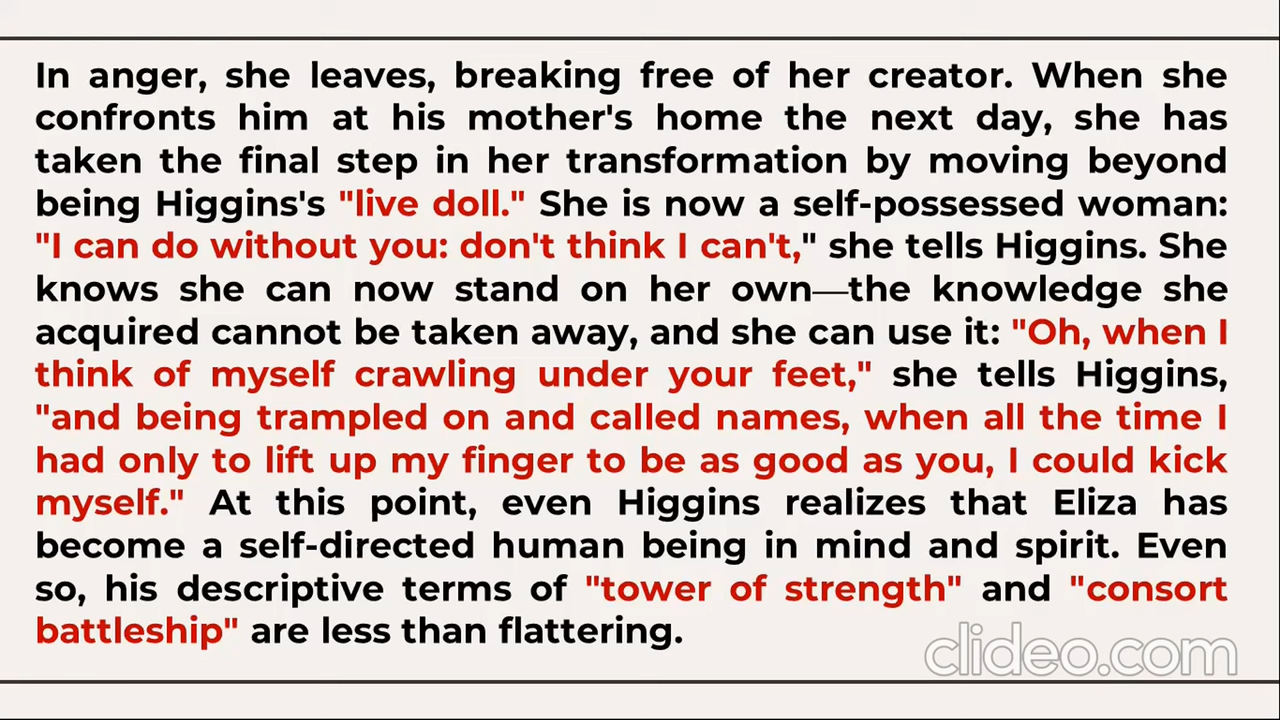 In anger, she leaves, breaking free of her creator. When she
confronts him at his mother's home the next day, she has
taken the final step in her transformation by moving beyond
being Higgins's "live doll." She is now a self-possessed woman:
"I can do without you: don't think I can't," she tells Higgins. She
knows she can now stand on her own—the knowledge she
acquired cannot be taken away, and she can use it: "Oh, when I
think of myself crawling under your feet," she tells Higgins,
"and being trampled on and called names, when all the time I
had only to lift up my finger to be as good as you, I could kick
myself." At this point, even Higgins realizes that Eliza has
become a self-directed human being in mind and spirit. Even
so, his descriptive terms of "tower of strength" and "consort
battleship" are less than flattering.
clideo.com